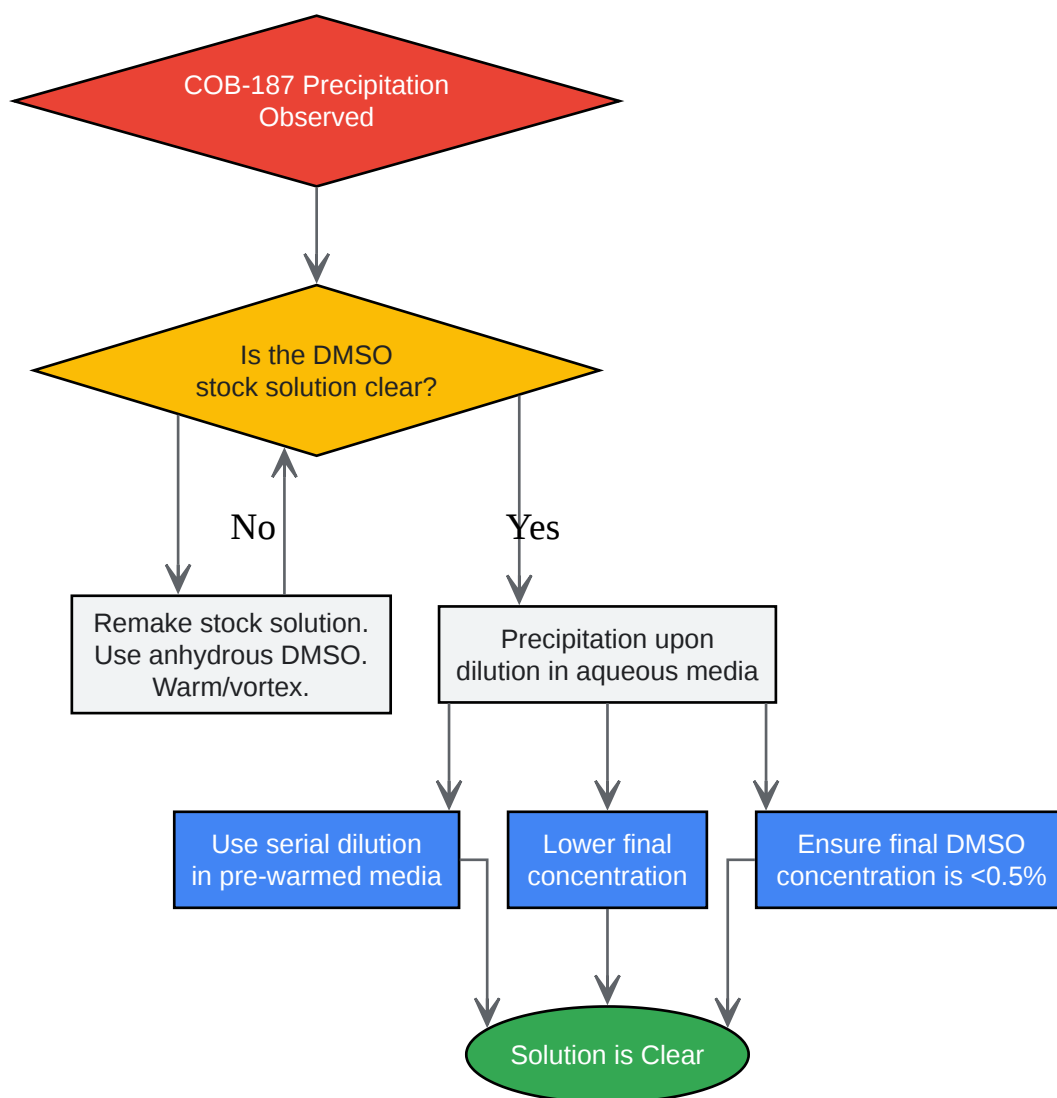 COB-187 Precipitation
Observed
Is the DMSO
stock solution clear?
No
Yes
Remake stock solution.
Use anhydrous DMSO.
Warm/vortex.
Precipitation upon
dilution in aqueous media
Use serial dilution
in pre-warmed media
Lower final
concentration
Ensure final DMSO
concentration is <0.5%
Solution is Clear